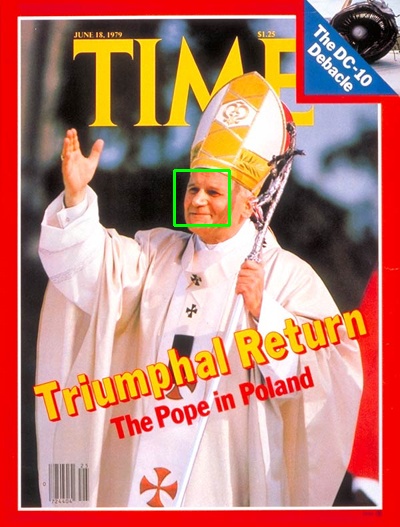 JUNE 18, 1979
$1.25
TIME
The DC-10
Debacle
Triumphal Return
The Pope in Poland